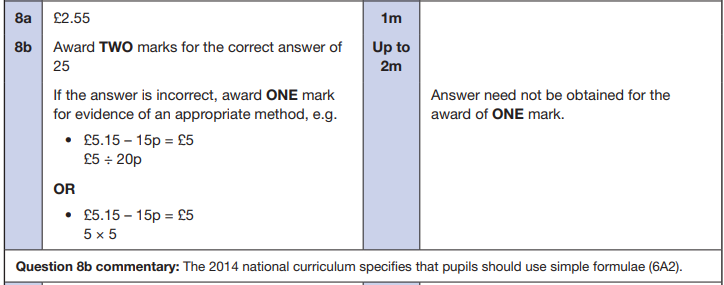 8a £2.55 1m
8b Award TWO marks for the correct answer of Up to
25 2m
If the answer is incorrect, award ONE mark Answer need not be obtained for the
for evidence of an appropriate method, e.g. award of ONE mark.
• £5.15 – 15p = £5
£5 ÷ 20p
OR
• £5.15 – 15p = £5
5 × 5
Question 8b commentary: The 2014 national curriculum specifies that pupils should use simple formulae (6A2).